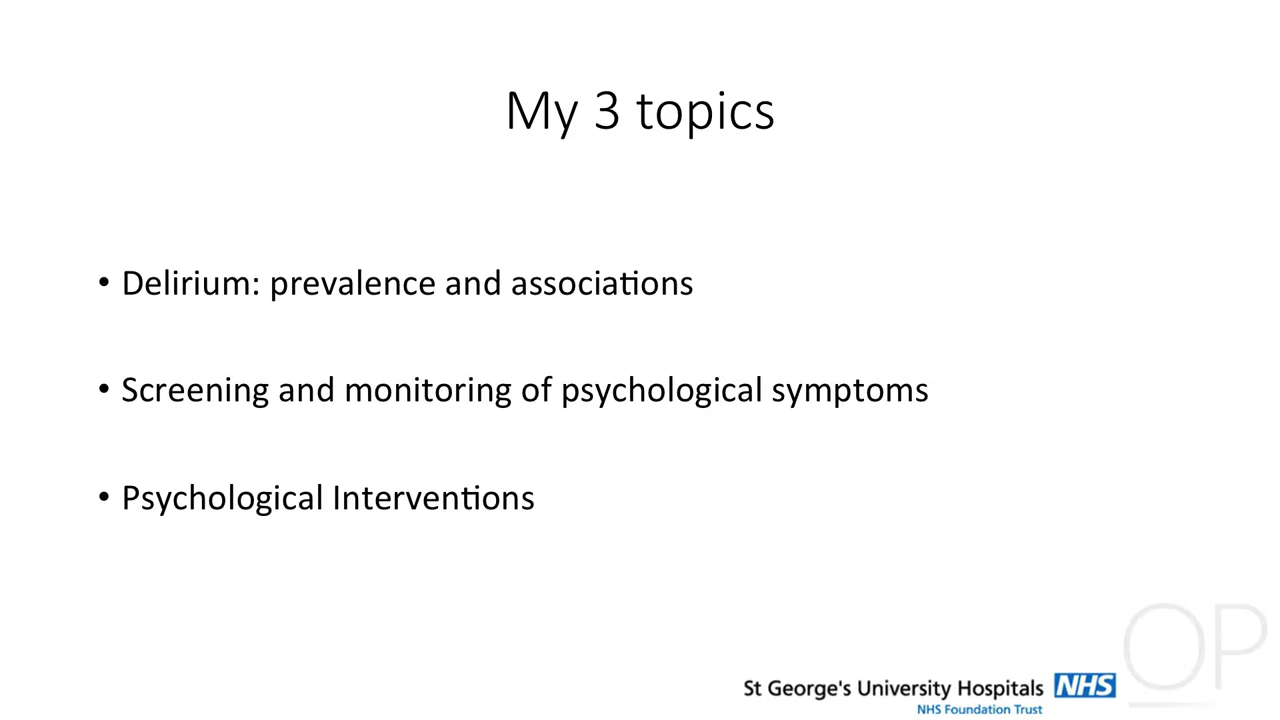 My 3 topics
• Delirium: prevalence and associations
• Screening and monitoring of psychological symptoms
• Psychological Interventions
OP
St George's University Hospitals NHS
NHS Foundation Trust